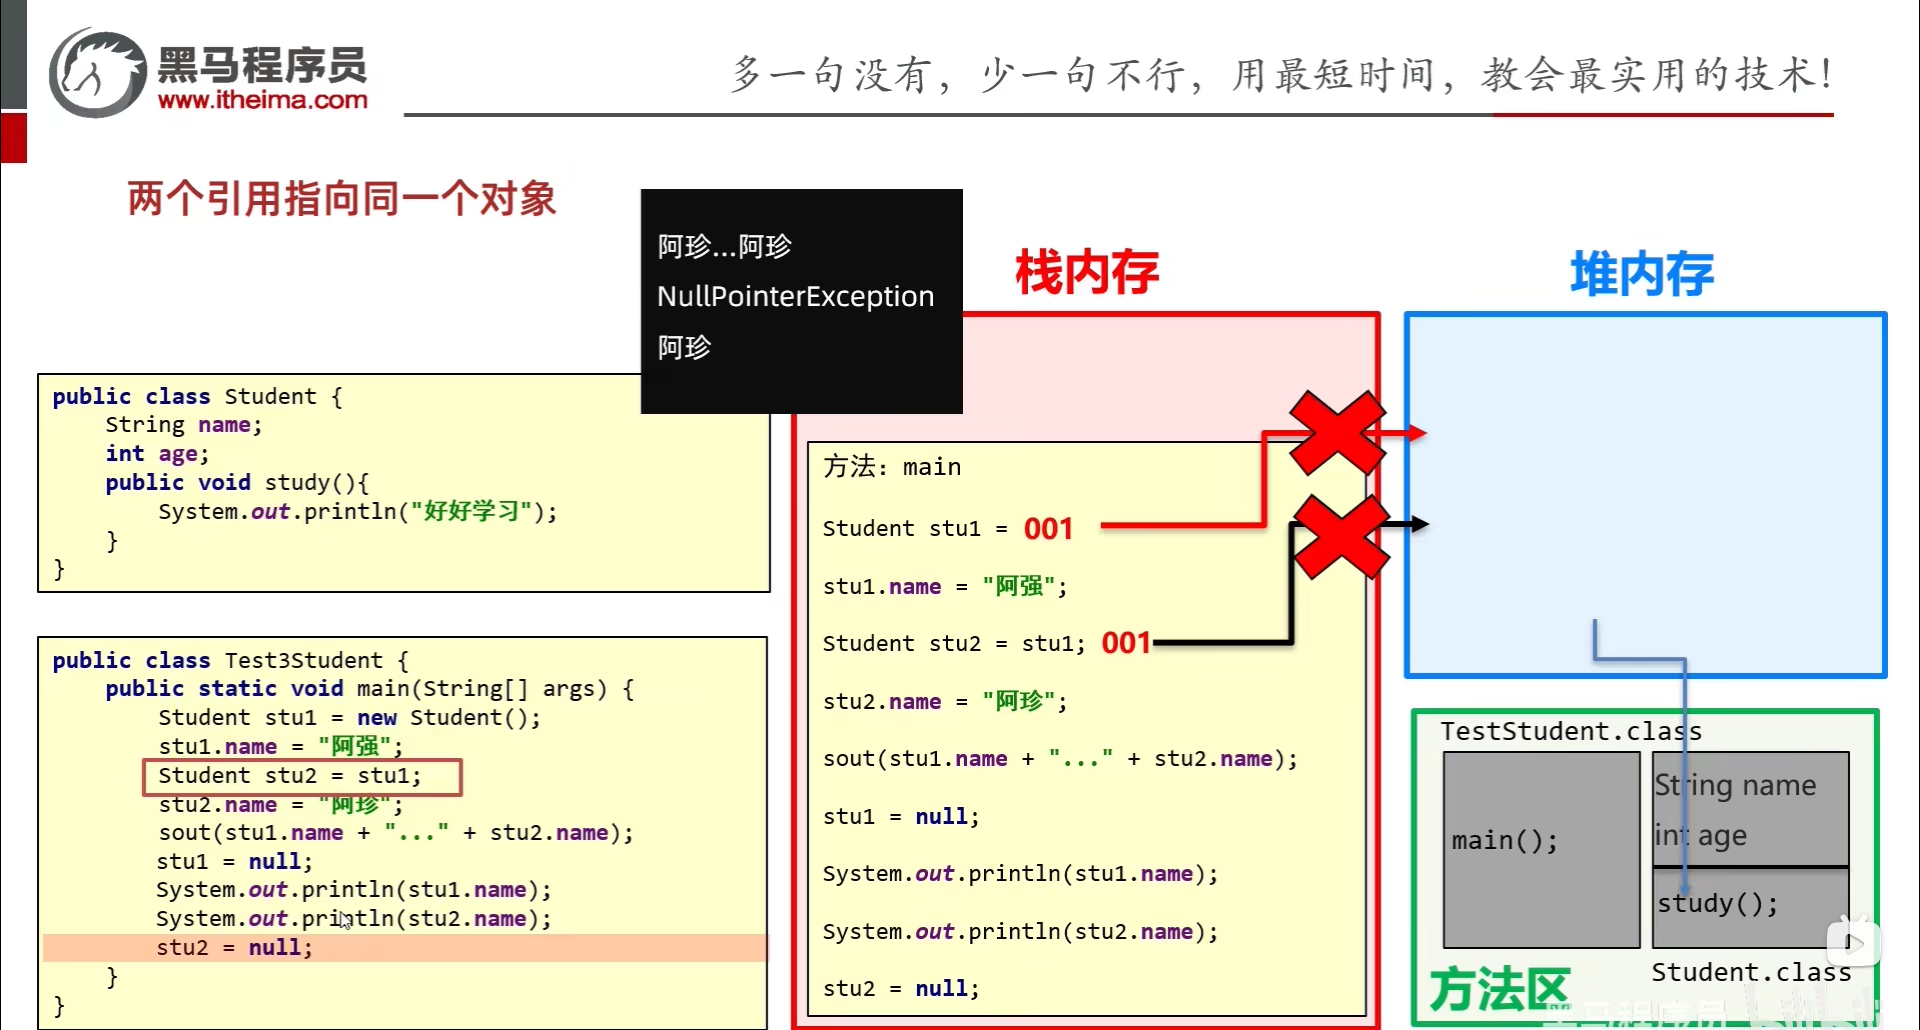 黑马程序员
www.itheima.com
多一句没有，少一句不行，用最短时间，教会最实用的技术！
两个引用指向同一个对象
阿珍...阿珍
NullPointerException
阿珍
栈内存
堆内存
public class Student {
String name;
int age;
public void study(){
System.out.println("好好学习");
}
}
public class Test3Student {
public static void main(String[] args) {
Student stu1 = new Student();
stu1.name = "阿强";
Student stu2 = stu1;
stu2.name = "阿珍";
sout(stu1.name + "..." + stu2.name);
stu1 = null;
System.out.println(stu1.name);
System.out.println(stu2.name);
stu2 = null;
}
}
方法：main
Student stu1 = 001
stu1.name = "阿强";
Student stu2 = stu1; 001
stu2.name = "阿珍";
sout(stu1.name + "..." + stu2.name);
stu1 = null;
System.out.println(stu1.name);
System.out.println(stu2.name);
stu2 = null;
TestStudent.class
main();
String name
int age
study();
Student.class
方法区
黑马程序员